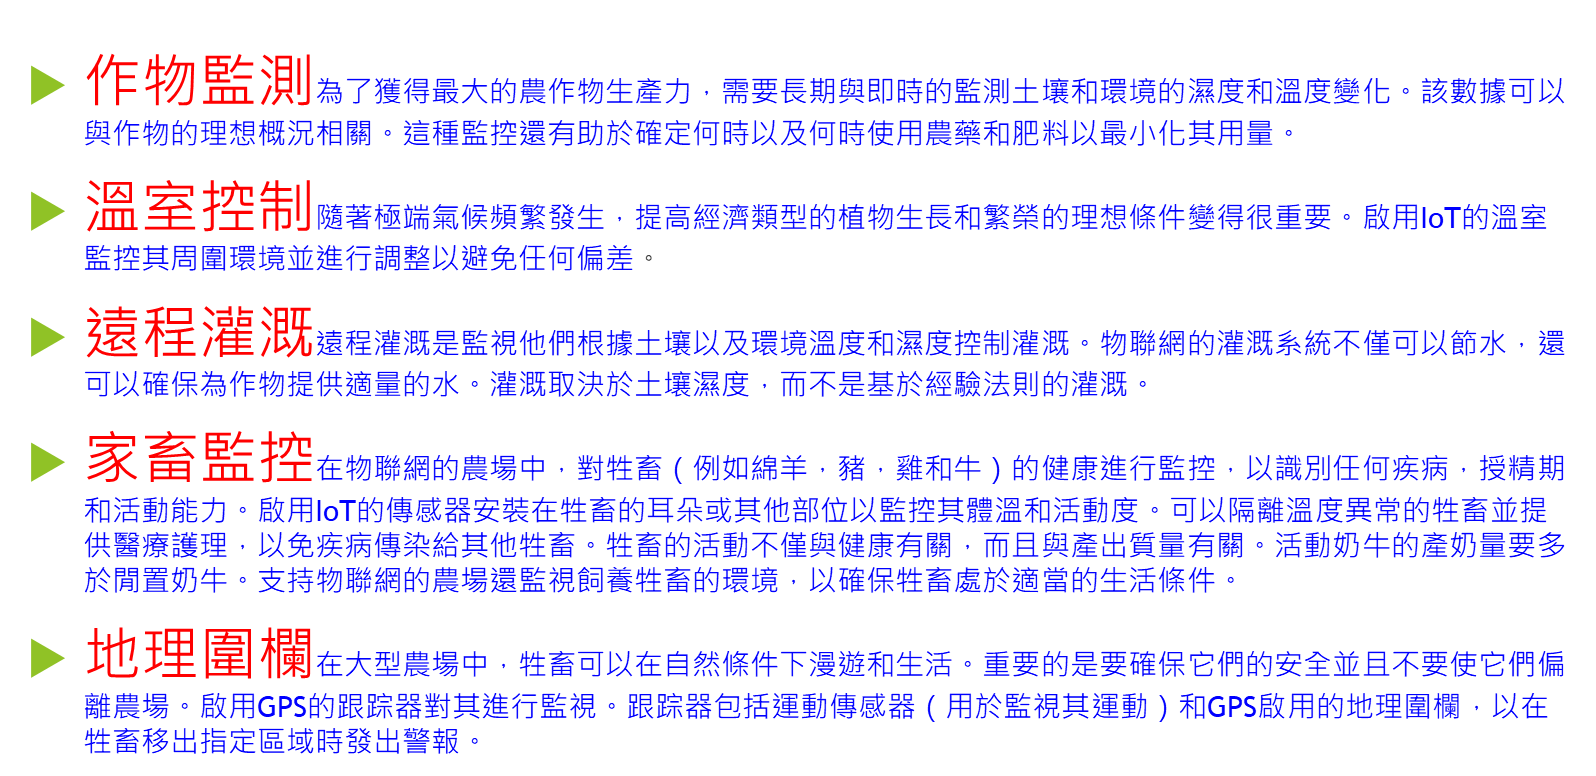 作物監測為了獲得最大的農作物生產力，需要長期與即時的監測土壤和環境的濕度和溫度變化。該數據可以
與作物的理想概況相關。這種監控還有助於確定何時以及何時使用農藥和肥料以最小化其用量。
溫室控制隨著極端氣候頻繁發生，提高經濟類型的植物生長和繁榮的理想條件變得很重要。啟用IoT的溫室
監控其周圍環境並進行調整以避免任何偏差。
遠程灌溉遠程灌溉是監視他們根據土壤以及環境溫度和濕度控制灌溉。物聯網的灌溉系統不僅可以節水，還
可以確保為作物提供適量的水。灌溉取決於土壤濕度，而不是基於經驗法則的灌溉。
家畜監控在物聯網的農場中，對牲畜（例如綿羊，豬，雞和牛）的健康進行監控，以識別任何疾病，授精期
和活動能力。啟用IoT的傳感器安裝在牲畜的耳朵或其他部位以監控其體溫和活動度。可以隔離溫度異常的牲畜並提
供醫療護理，以免疾病傳染給其他牲畜。牲畜的活動不僅與健康有關，而且與產出質量有關。活動奶牛的產奶量要多
於閒置奶牛。支持物聯網的農場還監視飼養牲畜的環境，以確保牲畜處於適當的生活條件。
地理圍欄在大型農場中，牲畜可以在自然條件下漫遊和生活。重要的是要確保它們的安全並且不要使它們偏
離農場。啟用GPS的跟踪器對其進行監視。跟踪器包括運動傳感器（用於監視其運動）和GPS啟用的地理圍欄，以在
牲畜移出指定區域時發出警報。